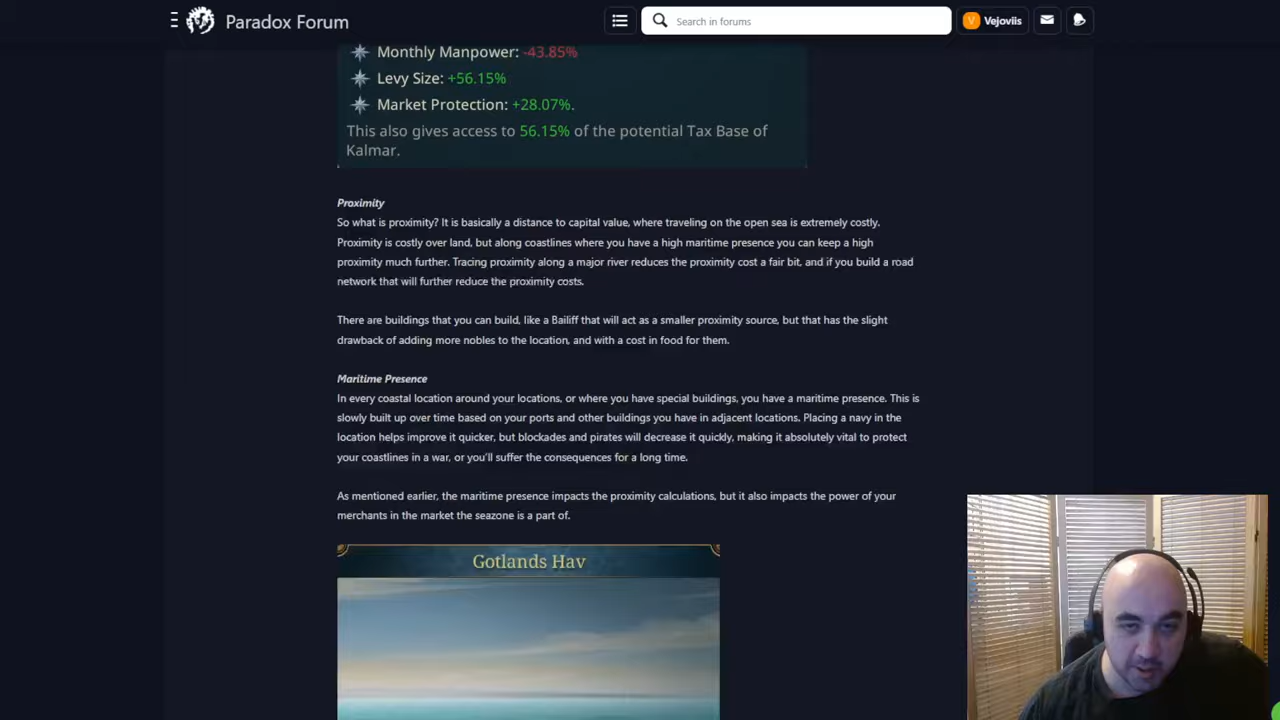 Paradox Forum
Search in forums
V
Vejoviis
Monthly Manpower: -43.85%
Levy Size: +56.15%
Market Protection: +28.07%.
This also gives access to 56.15% of the potential Tax Base of
Kalmar.
Proximity
So what is proximity? It is basically a distance to capital value, where traveling on the open sea is extremely costly.
Proximity is costly over land, but along coastlines where you have a high maritime presence you can keep a high
proximity much further. Tracing proximity along a major river reduces the proximity cost a fair bit, and if you build a road
network that will further reduce the proximity costs.
There are buildings that you can build, like a Bailiff that will act as a smaller proximity source, but that has the slight
drawback of adding more nobles to the location, and with a cost in food for them.
Maritime Presence
In every coastal location around your locations, or where you have special buildings, you have a maritime presence. This is
slowly built up over time based on your ports and other buildings you have in adjacent locations. Placing a navy in the
location helps improve it quicker, but blockades and pirates will decrease it quickly, making it absolutely vital to protect
your coastlines in a war, or you'll suffer the consequences for a long time.
As mentioned earlier, the maritime presence impacts the proximity calculations, but it also impacts the power of your
merchants in the market the seazone is a part of.
Gotlands Hav